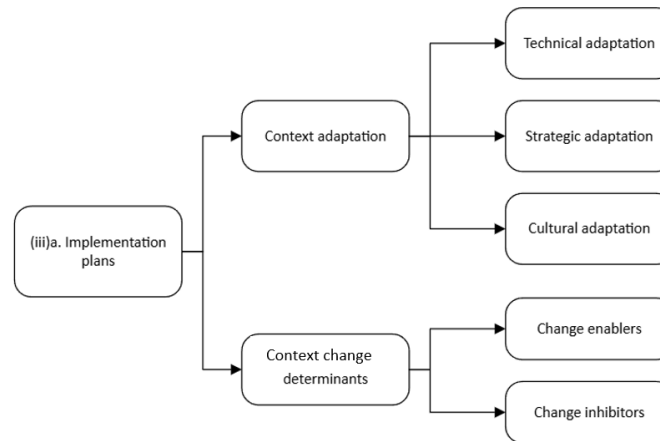 Technical adaptation
Context adaptation
Strategic adaptation
Cultural adaptation
(iii)a. Implementation
plans
Change enablers
Context change
determinants
Change inhibitors